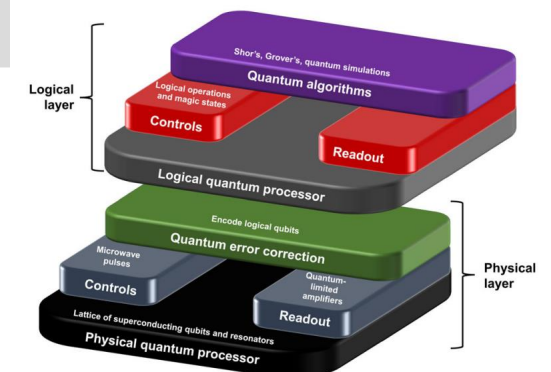 Shor's, Grover's, quantum simulations
Quantum algorithms
Logical
layer
Logical operations
and magic states
Controls
Readout
Logical quantum processor
Encode logical qubits
Quantum error correction
Microwave
pulses
Controls
Quantum-
limited
amplifiers
Readout
Physical
layer
Lattice of superconducting qubits and resonators
Physical quantum processor